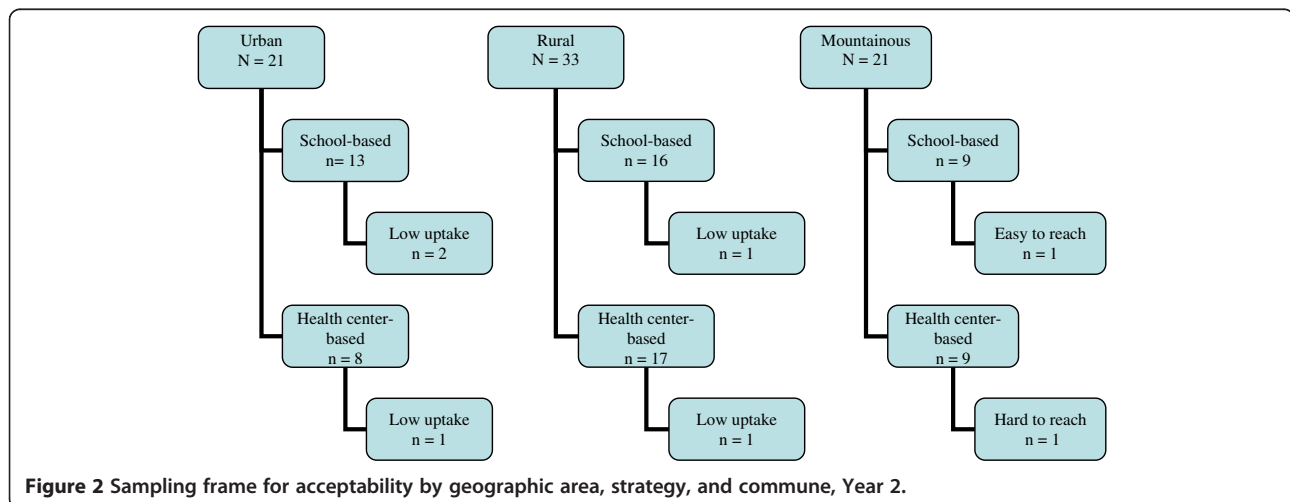 Urban
N = 21
School-based
n= 13
Low uptake
n = 2
Health center-
based
n = 8
Low uptake
n = 1
Rural
N = 33
School-based
n = 16
Low uptake
n = 1
Health center-
based
n = 17
Low uptake
n = 1
Mountainous
N = 21
School-based
n = 9
Easy to reach
n = 1
Health center-
based
n = 9
Hard to reach
n = 1
Figure 2 Sampling frame for acceptability by geographic area, strategy, and commune, Year 2.